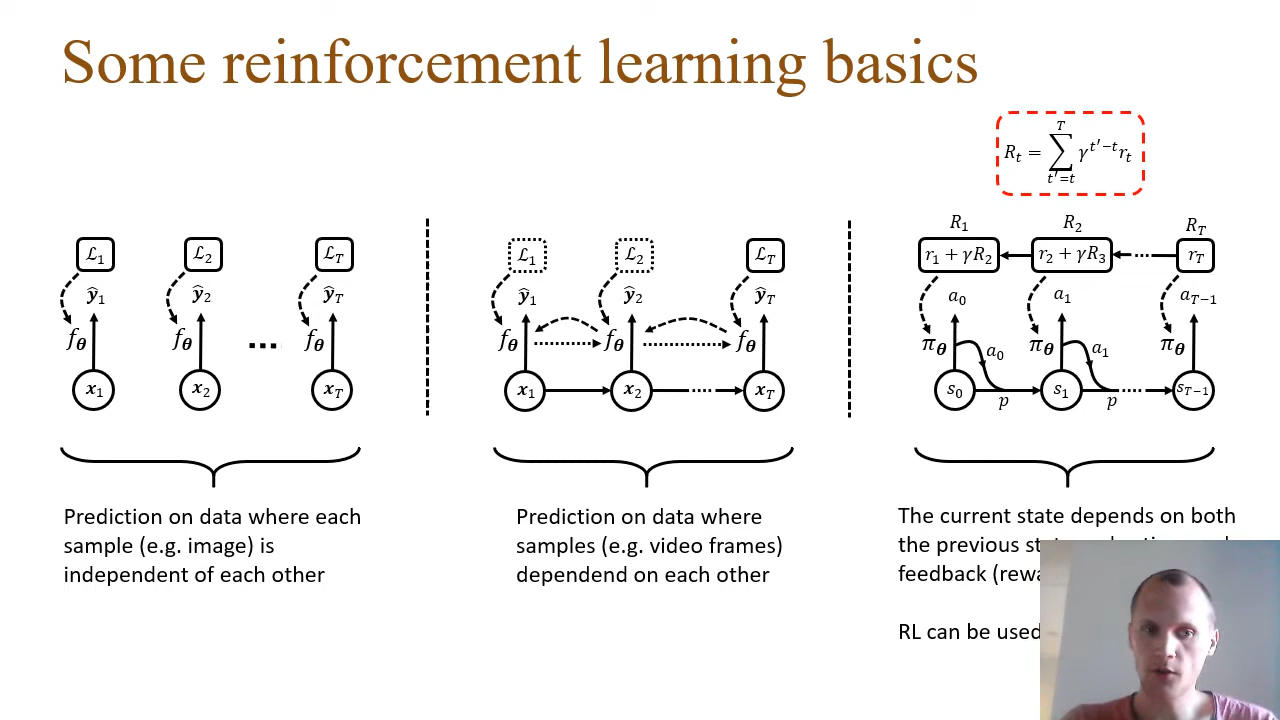 Some reinforcement learning basics
R_t = \sum_{t'=t}^{T} γ^{t'-t} r_t
R_1 R_2 R_T
ℒ_1 ℒ_2 ℒ_T
ℒ_1 ℒ_2 ℒ_T
r_1 + γR_2 r_2 + γR_3 r_T
ŷ_1 ŷ_2 ŷ_T
ŷ_1 ŷ_2 ŷ_T
a_0 a_1 a_{T−1}
f_θ f_θ ... f_θ
f_θ f_θ f_θ
π_θ a_0 π_θ a_1 π_θ
x_1 x_2 x_T
x_1 x_2 x_T
s_0 p s_1 p s_{T−1}
Prediction on data where each
sample (e.g. image) is
independent of each other
Prediction on data where
samples (e.g. video frames)
dependend on each other
The current state depends on both
the previous
feedback
RL can be used